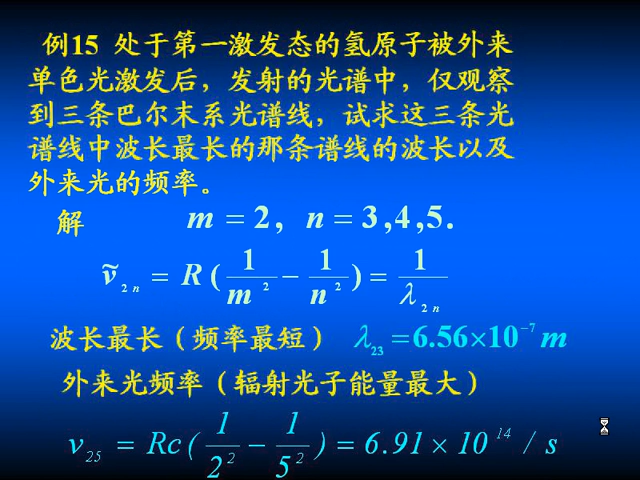 例15 处于第一激发态的氢原子被外来
单色光激发后，发射的光谱中，仅观察
到三条巴尔末系光谱线，试求这三条光
谱线中波长最长的那条谱线的波长以及
外来光的频率。
解 m = 2, n = 3,4,5.
ṽ₂ₙ = R(1/m² − 1/n²) = 1/λ₂ₙ
波长最长（频率最短） λ₂₃ = 6.56×10⁻⁷ m
外来光频率（辐射光子能量最大）
ν₂₅ = Rc(1/2² − 1/5²) = 6.91×10¹⁴ / s